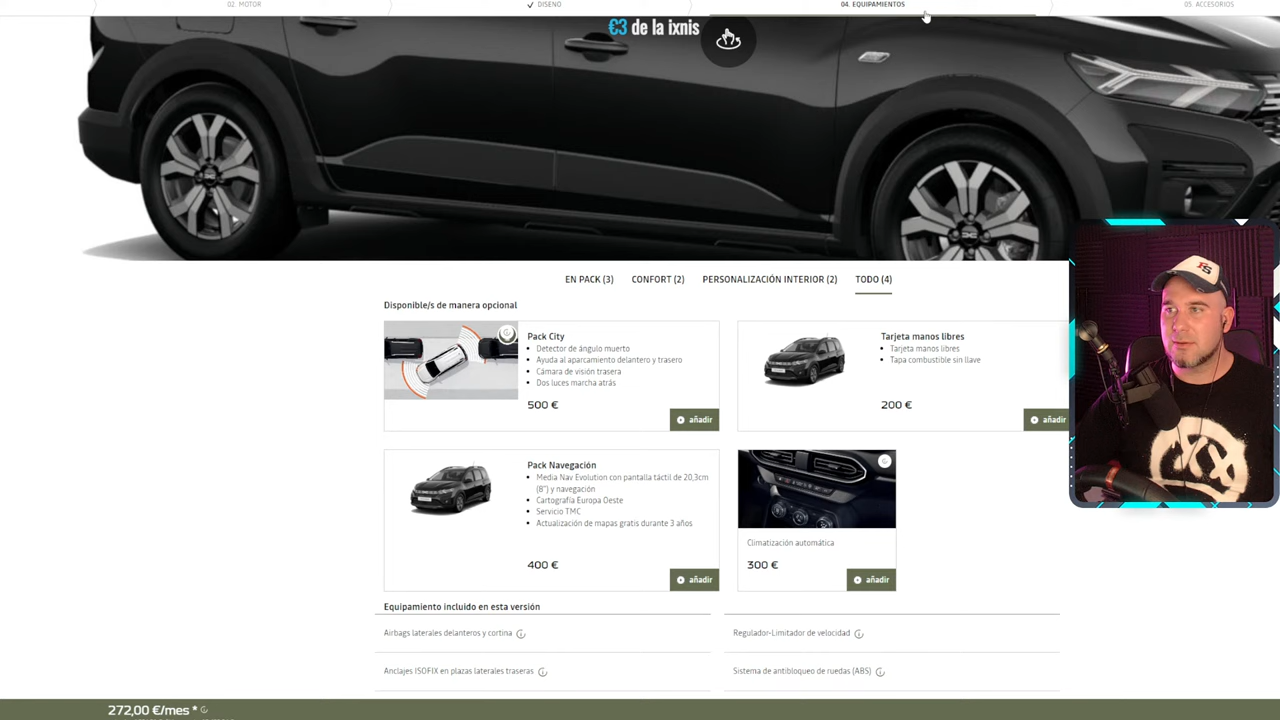 02. MOTOR
✓ DISEÑO
04. EQUIPAMIENTOS
05. ACCESORIOS
€3 de la ixnis
EN PACK (3)
CONFORT (2)
PERSONALIZACIÓN INTERIOR (2)
TODO (4)
Disponible/s de manera opcional
Pack City
• Detector de ángulo muerto
• Ayuda al aparcamiento delantero y trasero
• Cámara de visión trasera
• Dos luces marcha atrás
500 €
añadir
Tarjeta manos libres
• Tarjeta manos libres
• Tapa combustible sin llave
200 €
añadir
Pack Navegación
• Media Nav Evolution con pantalla táctil de 20,3cm
(8") y navegación
• Cartografía Europa Oeste
• Servicio TMC
• Actualización de mapas gratis durante 3 años
400 €
añadir
Climatización automática
300 €
añadir
Equipamiento incluido en esta versión
Airbags laterales delanteros y cortina
Regulador-Limitador de velocidad
Anclajes ISOFIX en plazas laterales traseras
Sistema de antibloqueo de ruedas (ABS)
272,00 €/mes *